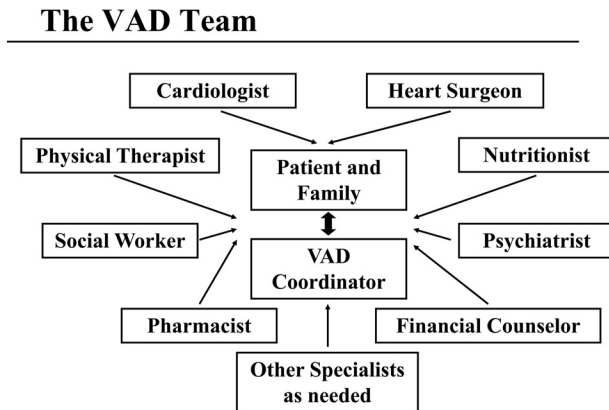 The VAD Team
Cardiologist
Heart Surgeon
Physical Therapist
Patient and
Family
Nutritionist
Social Worker
VAD
Coordinator
Psychiatrist
Pharmacist
Financial Counselor
Other Specialists
as needed